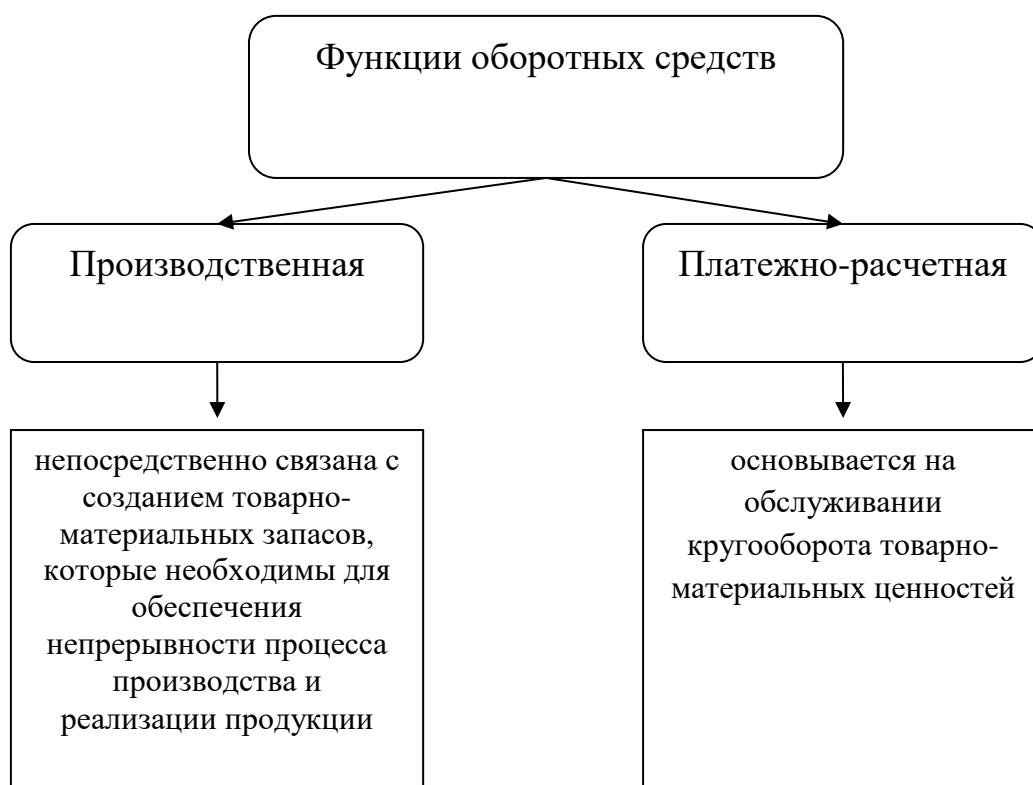 Функции оборотных средств
Производственная
Платежно-расчетная
непосредственно связана с
созданием товарно-
материальных запасов,
которые необходимы для
обеспечения
непрерывности процесса
производства и
реализации продукции
основывается на
обслуживании
кругооборота товарно-
материальных ценностей